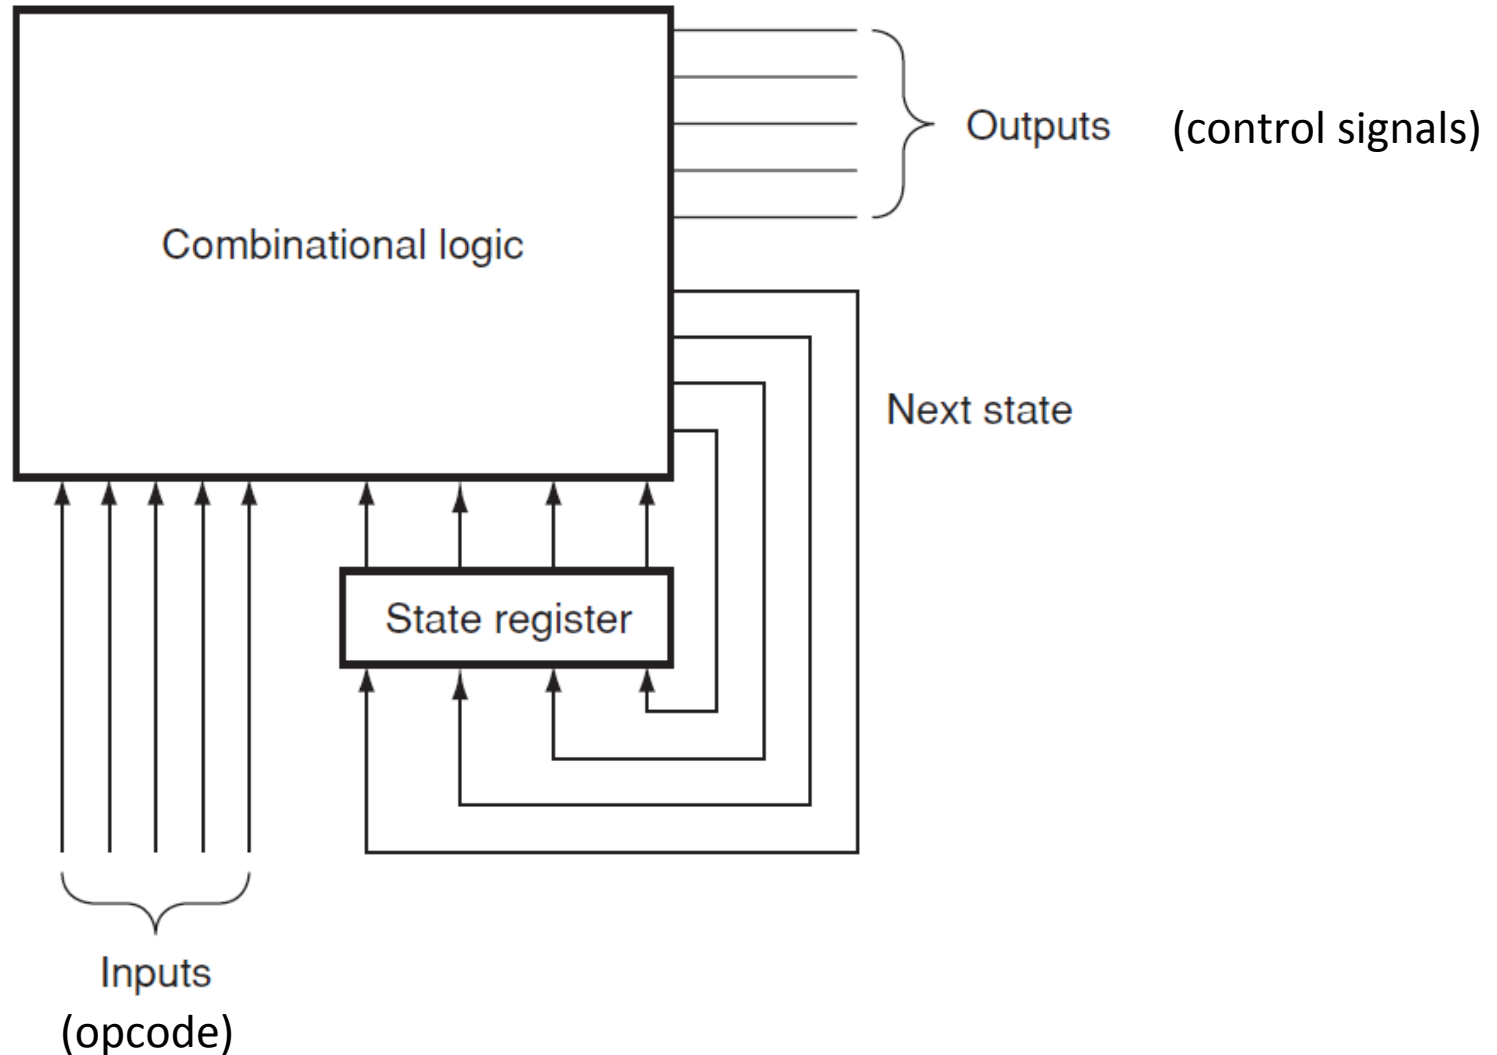 Outputs (control signals)
Combinational logic
Next state
State register
Inputs
(opcode)